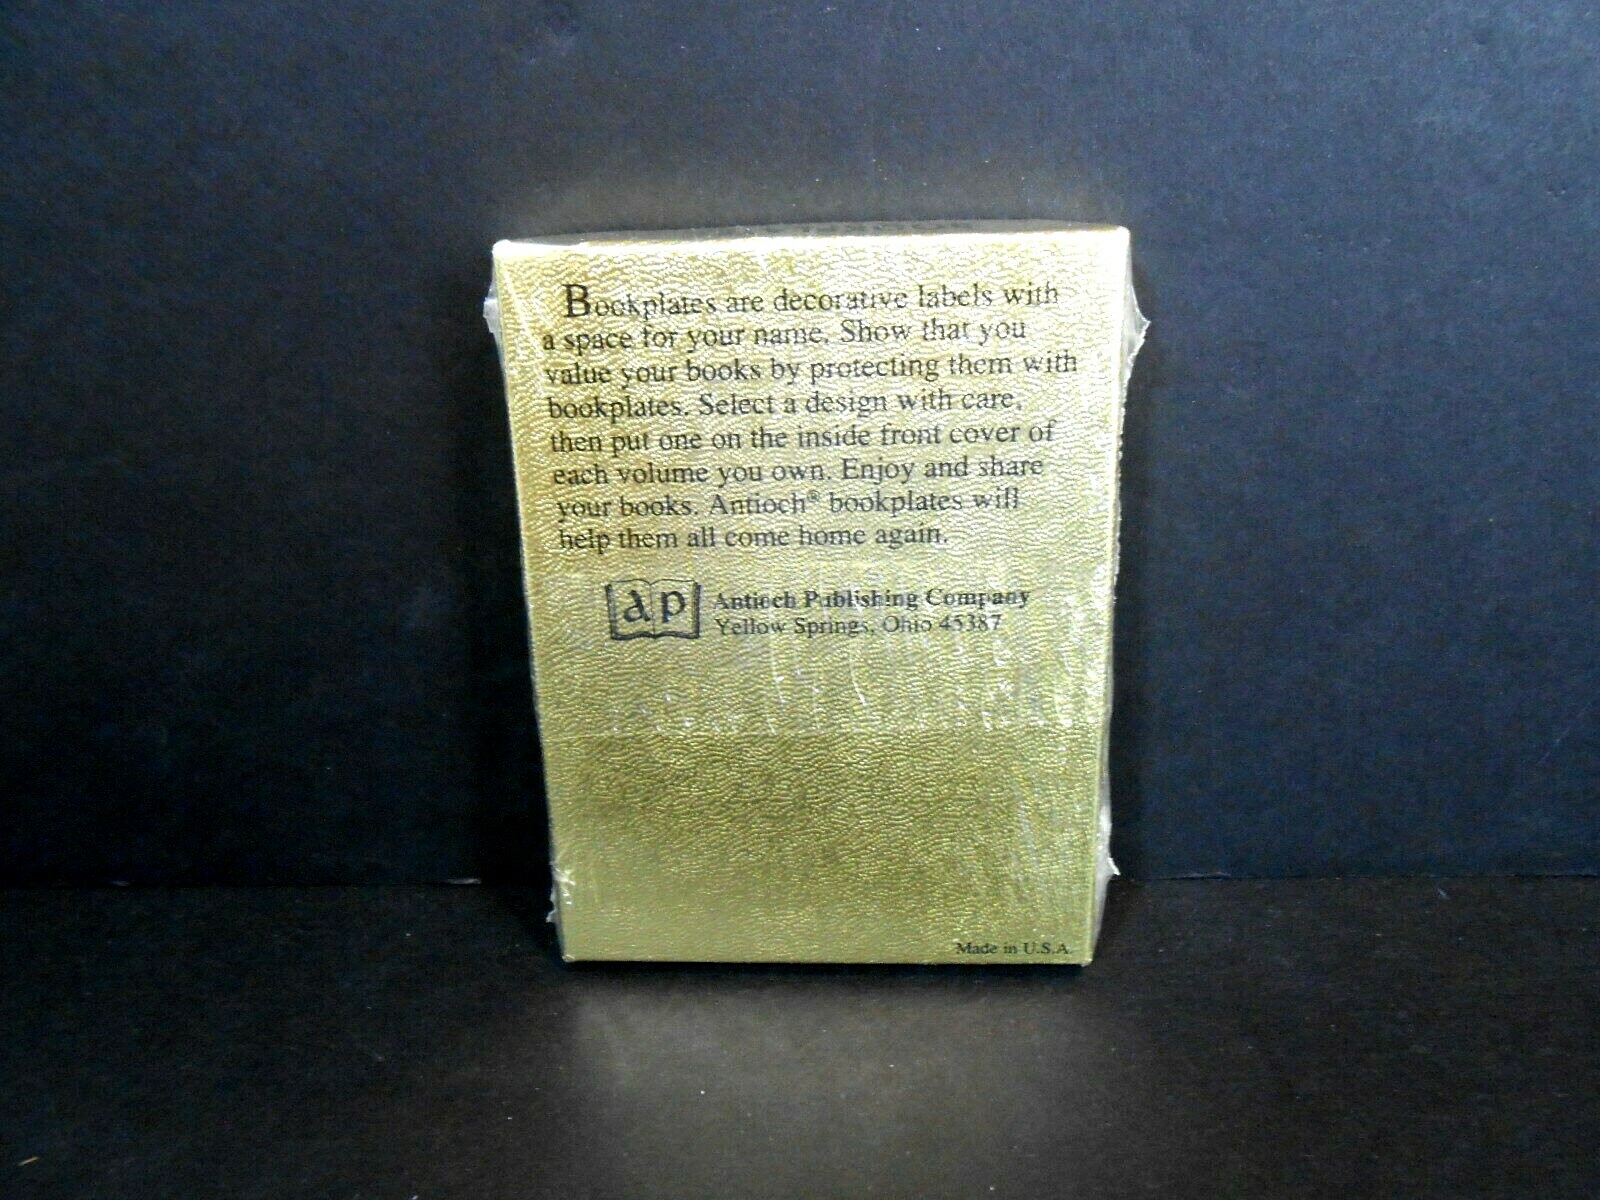 Bookplates are decorative labels with
a space for your name. Show that you
value your books by protecting them with
bookplates. Select a design with care,
then put one on the inside front cover of
each volume you own. Enjoy and share
your books. Antioch® bookplates will
help them all come home again.
ap
Antioch Publishing Company
Yellow Springs, Ohio 45387
Made in U.S.A.